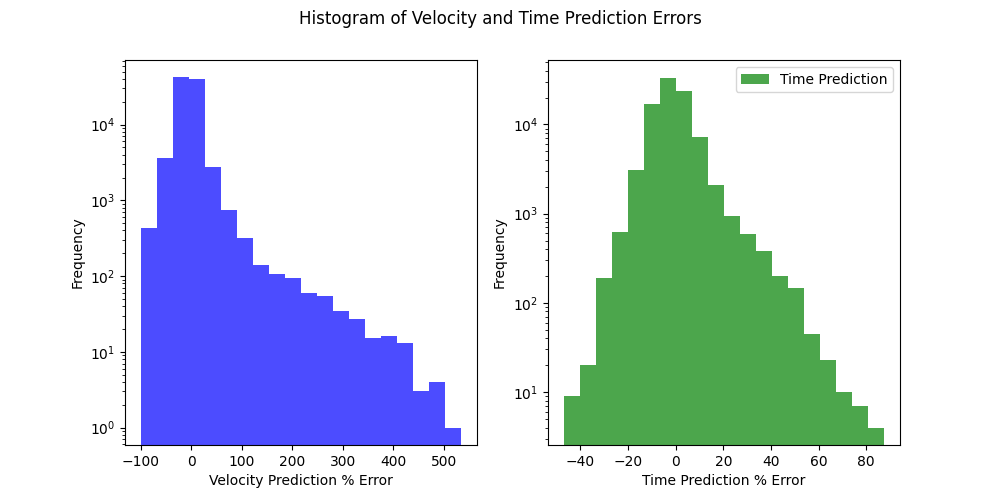 Histogram of Velocity and Time Prediction Errors
Frequency
10⁴
10³
10²
10¹
10⁰
−100 0 100 200 300 400 500
Velocity Prediction % Error
Time Prediction
Frequency
10⁴
10³
10²
10¹
−40 −20 0 20 40 60 80
Time Prediction % Error